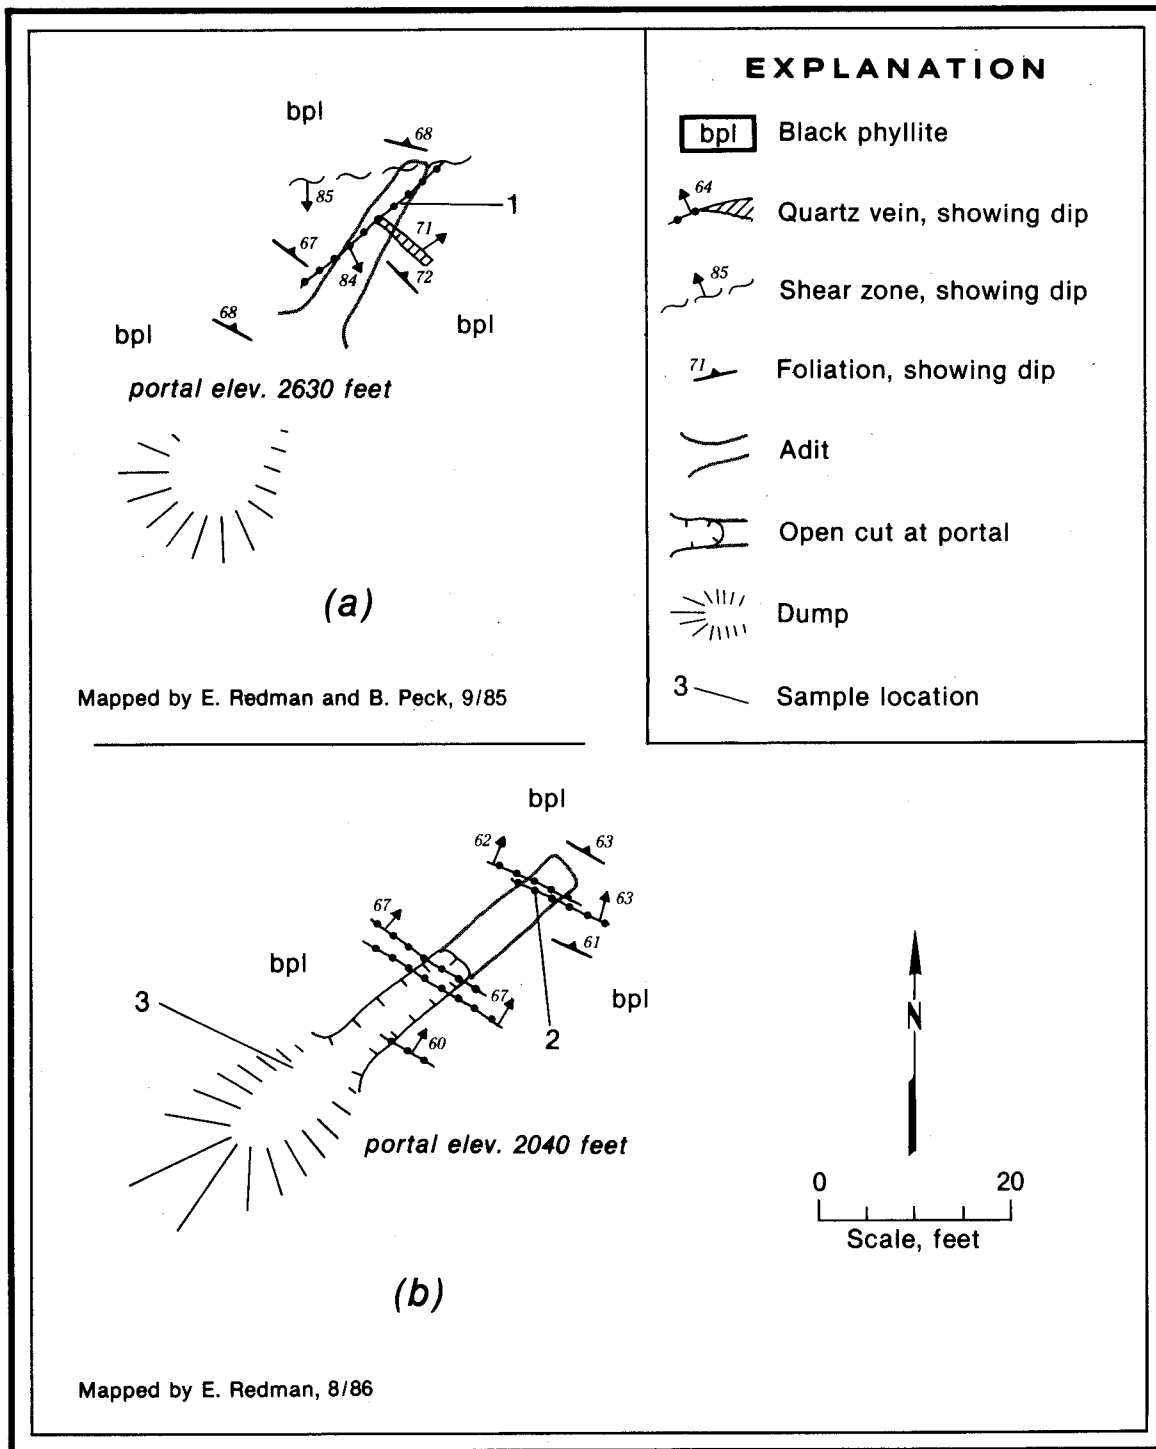 EXPLANATION
bpl Black phyllite
64
Quartz vein, showing dip
85
Shear zone, showing dip
71
Foliation, showing dip
Adit
Open cut at portal
Dump
3
Sample location
bpl
68
85
1
67
71
84
72
68
bpl
bpl
portal elev. 2630 feet
(a)
Mapped by E. Redman and B. Peck, 9/85
bpl
62
63
63
67
61
bpl
67
bpl
3
2
60
N
portal elev. 2040 feet
0 20
Scale, feet
(b)
Mapped by E. Redman, 8/86